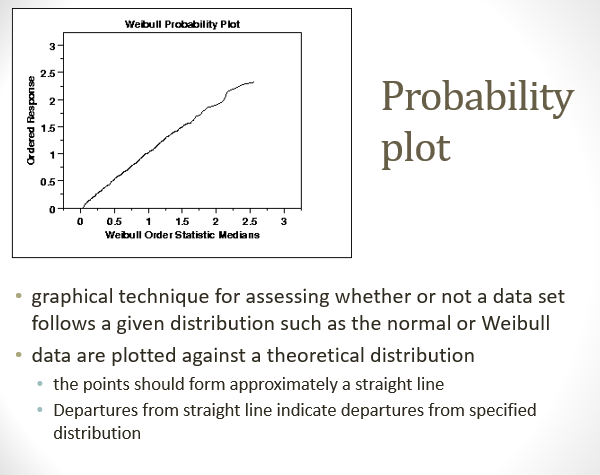 Weibull Probability Plot
3
2.5
2
1.5
1
0.5
0
Ordered Response
0 0.5 1 1.5 2 2.5 3
Weibull Order Statistic Medians
Probability
plot
• graphical technique for assessing whether or not a data set
follows a given distribution such as the normal or Weibull
• data are plotted against a theoretical distribution
• the points should form approximately a straight line
• Departures from straight line indicate departures from specified
distribution